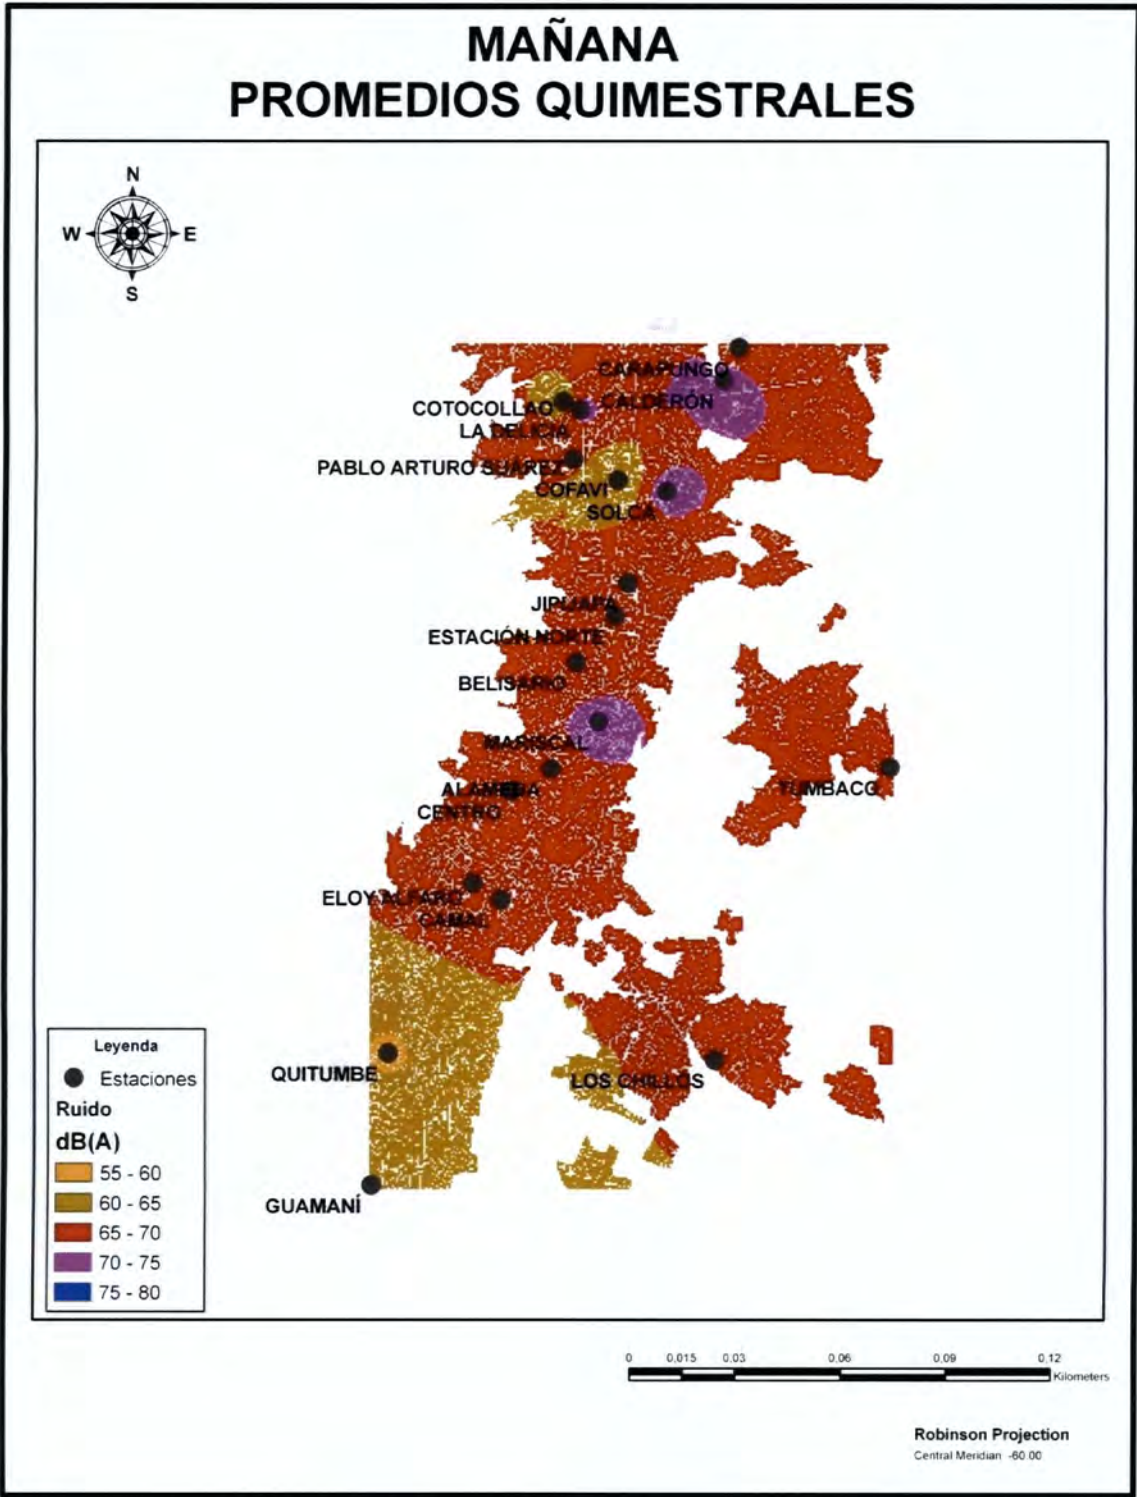 MAÑANA
PROMEDIOS QUIMESTRALES
N
W E
S
CARAPUNGO
CALDERÓN
COTOCOLLAO
LA DELICIA
PABLO ARTURO SUÁREZ
COFAVI
SOLCA
JIPIJAPA
ESTACIÓN NORTE
BELISARIO
MARISCAL
ALAMEDA
TUMBACO
CENTRO
ELOY ALFARO
CAMAL
QUITUMBE
LOS CHILLOS
GUAMANÍ
Leyenda
Estaciones
Ruido
dB(A)
55 - 60
60 - 65
65 - 70
70 - 75
75 - 80
0 0,015 0,03 0,06 0,09 0,12
Kilometers
Robinson Projection
Central Meridian -60.00